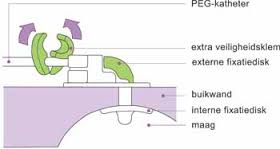 PEG-katheter
extra veiligheidsklem
externe fixatiedisk
buikwand
interne fixatiedisk
maag